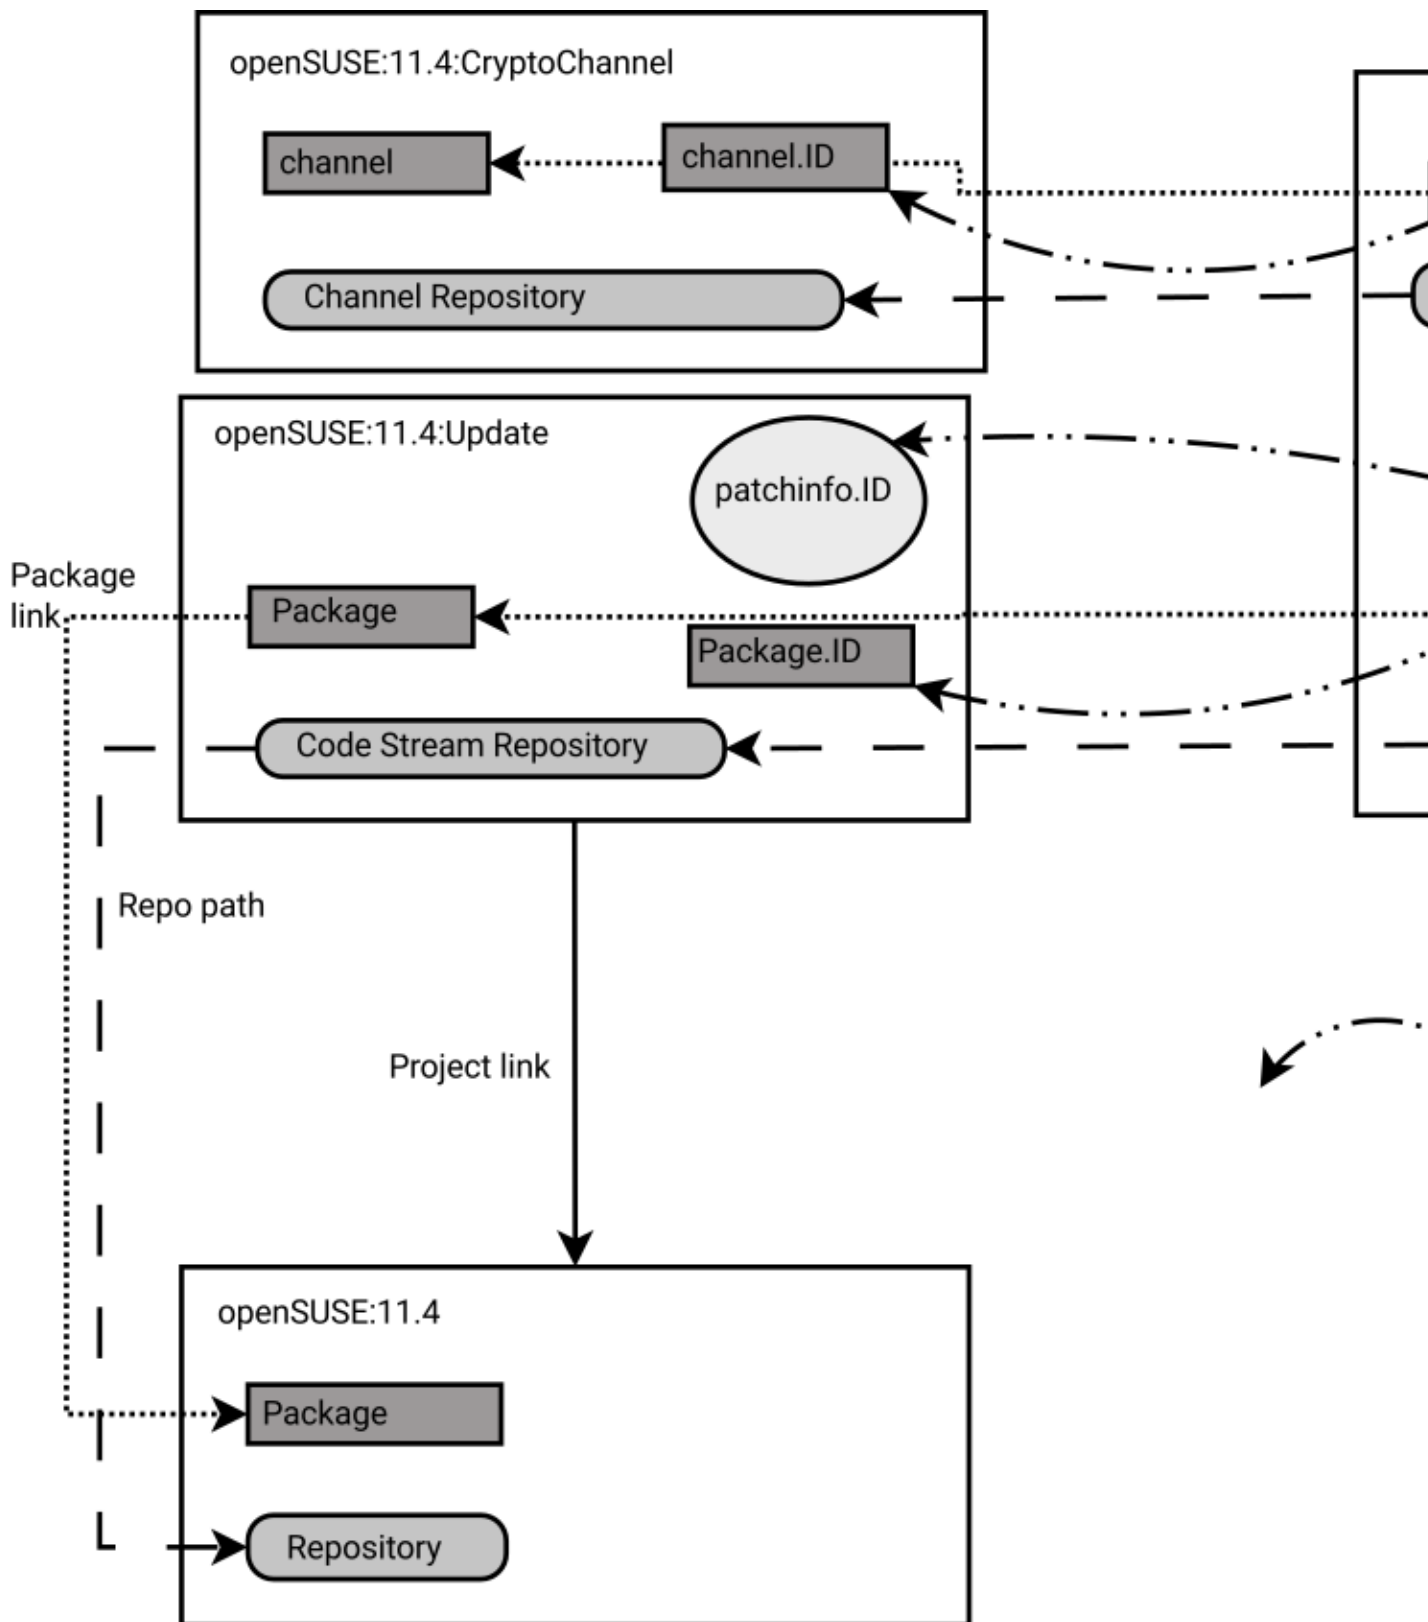 openSUSE:11.4:CryptoChannel
channel
channel.ID
Channel Repository
openSUSE:11.4:Update
patchinfo.ID
Package
link
Package
Package.ID
Code Stream Repository
Repo path
Project link
openSUSE:11.4
Package
Repository